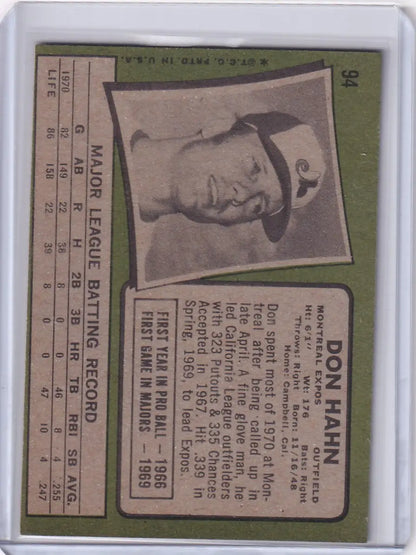 94
*©T.C.G. PRTD. IN U.S.A.
DON HAHN
MONTREAL EXPOS OUTFIELD
Ht: 6'1" Wt: 176 Bats: Right
Throws: Right Born: 11/16/48
Home: Campbell, Cal.
Don spent most of 1970 at Mon-
treal after being called up in
late April. A fine glove man, he
led California League outfielders
with 323 Putouts & 335 Chances
Accepted in 1967. Hit .339 in
Spring, 1969, to lead Expos.
FIRST YEAR IN PRO BALL — 1966
FIRST GAME IN MAJORS — 1969
MAJOR LEAGUE BATTING RECORD
G AB R H 2B 3B HR TB RBI SB AVG.
1970 82 149 22 38 8 0 0 46 8 4 .255
LIFE 86 158 22 39 8 0 0 47 10 4 .247